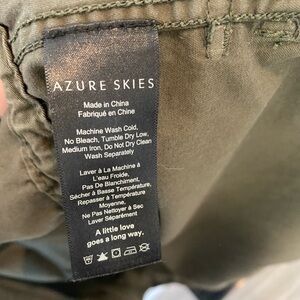 AZURE SKIES
Made in China
Fabriqué en Chine
Machine Wash Cold,
No Bleach, Tumble Dry Low,
Medium Iron, Do Not Dry Clean
Wash Separately
Laver à La Machine à
L'eau Froide,
Pas De Blanchiment,
Sécher à Basse Température,
Repasser à Température
Moyenne,
Ne Pas Nettoyer à Sec
Laver Séparément
A little love
goes a long way.